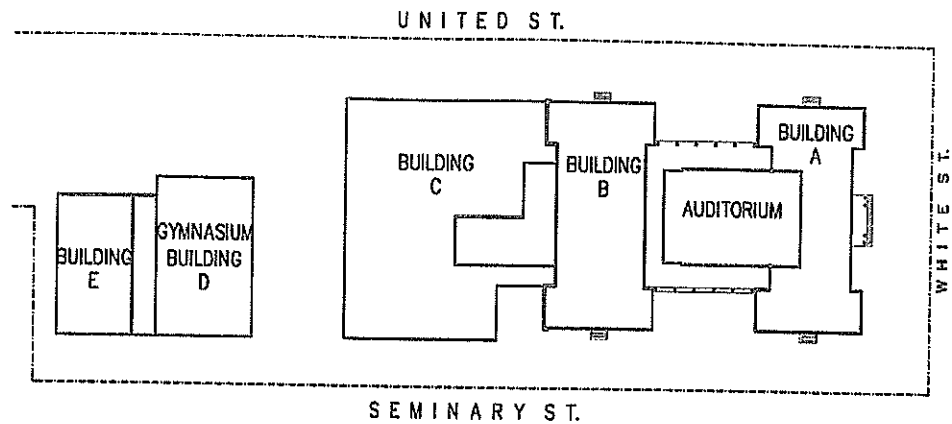 UNITED ST.
BUILDING
A
BUILDING
B
BUILDING
C
AUDITORIUM
WHITE ST.
GYMNASIUM
BUILDING
D
BUILDING
E
SEMINARY ST.